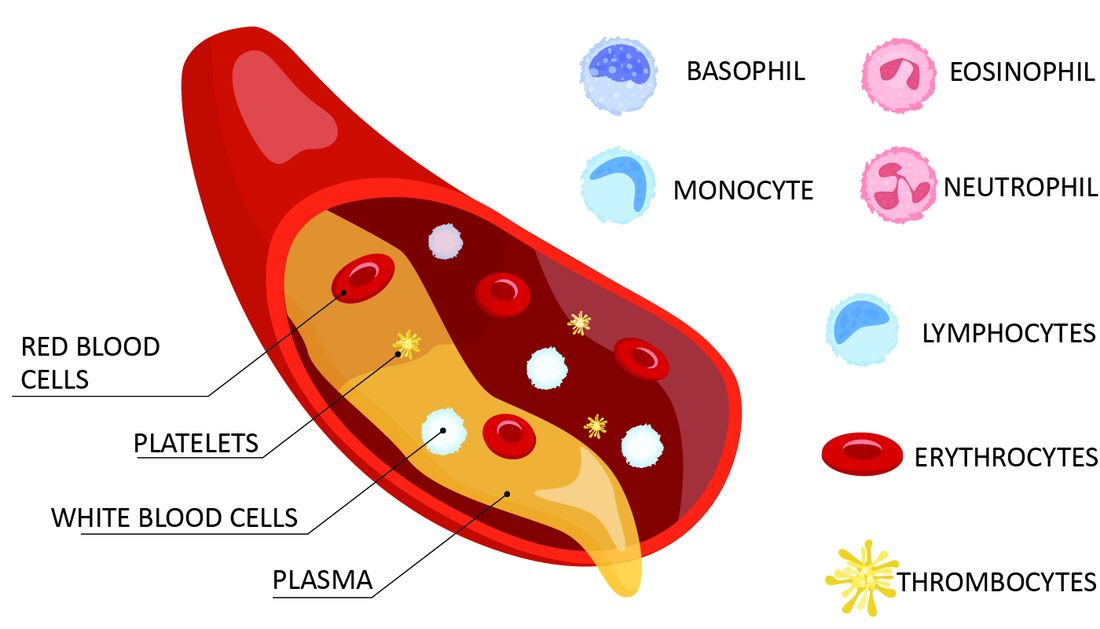 BASOPHIL
EOSINOPHIL
MONOCYTE
NEUTROPHIL
LYMPHOCYTES
RED BLOOD
CELLS
PLATELETS
ERYTHROCYTES
WHITE BLOOD CELLS
PLASMA
THROMBOCYTES